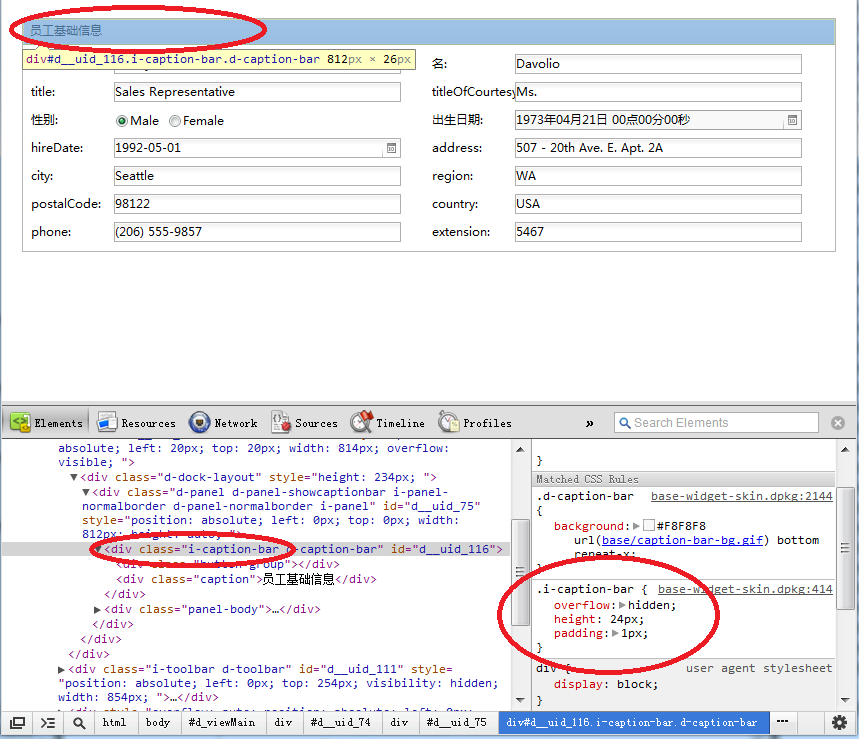 员工基础信息
div#d__uid_116.i-caption-bar.d-caption-bar 812px × 26px
名: Davolio
title: Sales Representative titleOfCourtesy Ms.
性别: Male Female 出生日期: 1973年04月21日 00点00分00秒
hireDate: 1992-05-01 address: 507 - 20th Ave. E. Apt. 2A
city: Seattle region: WA
postalCode: 98122 country: USA
phone: (206) 555-9857 extension: 5467
Elements Resources Network Sources Timeline Profiles » Search Elements
absolute; left: 20px; top: 20px; width: 814px; overflow:
visible; ">
▼<div class="d-dock-layout" style="height: 234px; ">
▼<div class="d-panel d-panel-showcaptionbar i-panel-
normalborder d-panel-normalborder i-panel" id="d__uid_75"
style="position: absolute; left: 0px; top: 0px; width:
812px; height: auto; ">
▼<div class="i-caption-bar d-caption-bar" id="d__uid_116">
<div class="button-group"></div>
<div class="caption">员工基础信息</div>
</div>
▶<div class="panel-body">…</div>
</div>
</div>
</div>
▶<div class="i-toolbar d-toolbar" id="d__uid_111" style=
"position: absolute; left: 0px; top: 254px; visibility: hidden;
width: 854px; ">…</div>
}
Matched CSS Rules
.d-caption-bar base-widget-skin.dpkg:2144
{
background:▶ #F8F8F8
url(base/caption-bar-bg.gif) bottom
repeat-x;
}
.i-caption-bar { base-widget-skin.dpkg:414
overflow:▶hidden;
height: 24px;
padding:▶1px;
}
div { user agent stylesheet
display: block;
}
html body #d_viewMain div #d__uid_74 div #d__uid_75 div#d__uid_116.i-caption-bar.d-caption-bar ...